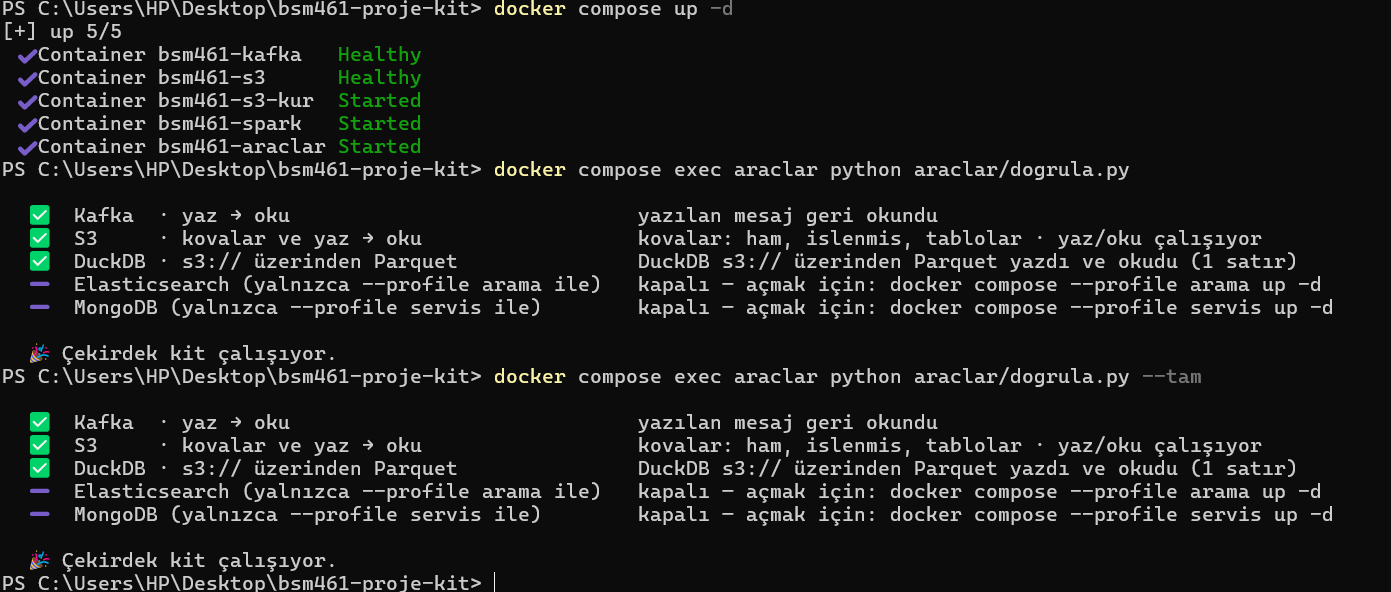 PS C:\Users\HP\Desktop\bsm461-proje-kit> docker compose up -d
[+] up 5/5
✔Container bsm461-kafka Healthy
✔Container bsm461-s3 Healthy
✔Container bsm461-s3-kur Started
✔Container bsm461-spark Started
✔Container bsm461-araclar Started
PS C:\Users\HP\Desktop\bsm461-proje-kit> docker compose exec araclar python araclar/dogrula.py
✅ Kafka · yaz → oku yazılan mesaj geri okundu
✅ S3 · kovalar ve yaz → oku kovalar: ham, islenmis, tablolar · yaz/oku çalışıyor
✅ DuckDB · s3:// üzerinden Parquet DuckDB s3:// üzerinden Parquet yazdı ve okudu (1 satır)
➖ Elasticsearch (yalnızca --profile arama ile) kapalı — açmak için: docker compose --profile arama up -d
➖ MongoDB (yalnızca --profile servis ile) kapalı — açmak için: docker compose --profile servis up -d
🎉 Çekirdek kit çalışıyor.
PS C:\Users\HP\Desktop\bsm461-proje-kit> docker compose exec araclar python araclar/dogrula.py --tam
✅ Kafka · yaz → oku yazılan mesaj geri okundu
✅ S3 · kovalar ve yaz → oku kovalar: ham, islenmis, tablolar · yaz/oku çalışıyor
✅ DuckDB · s3:// üzerinden Parquet DuckDB s3:// üzerinden Parquet yazdı ve okudu (1 satır)
➖ Elasticsearch (yalnızca --profile arama ile) kapalı — açmak için: docker compose --profile arama up -d
➖ MongoDB (yalnızca --profile servis ile) kapalı — açmak için: docker compose --profile servis up -d
🎉 Çekirdek kit çalışıyor.
PS C:\Users\HP\Desktop\bsm461-proje-kit>